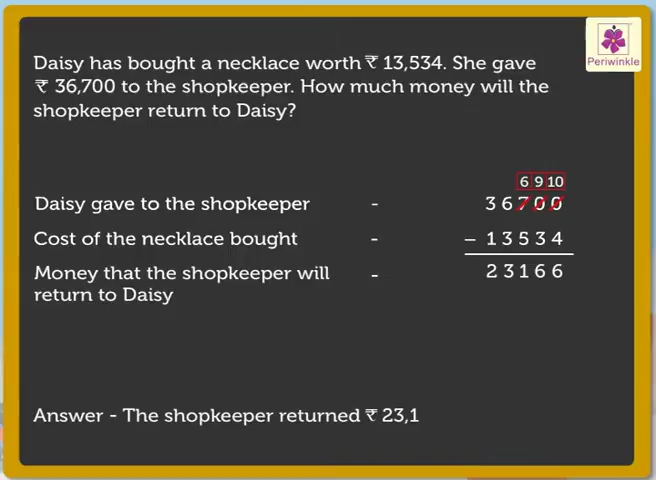 Periwinkle
Daisy has bought a necklace worth ₹ 13,534. She gave
₹ 36,700 to the shopkeeper. How much money will the
shopkeeper return to Daisy?
6 9 10
Daisy gave to the shopkeeper - 3 6 7 0 0
Cost of the necklace bought - – 1 3 5 3 4
Money that the shopkeeper will - 2 3 1 6 6
return to Daisy
Answer - The shopkeeper returned ₹ 23,1